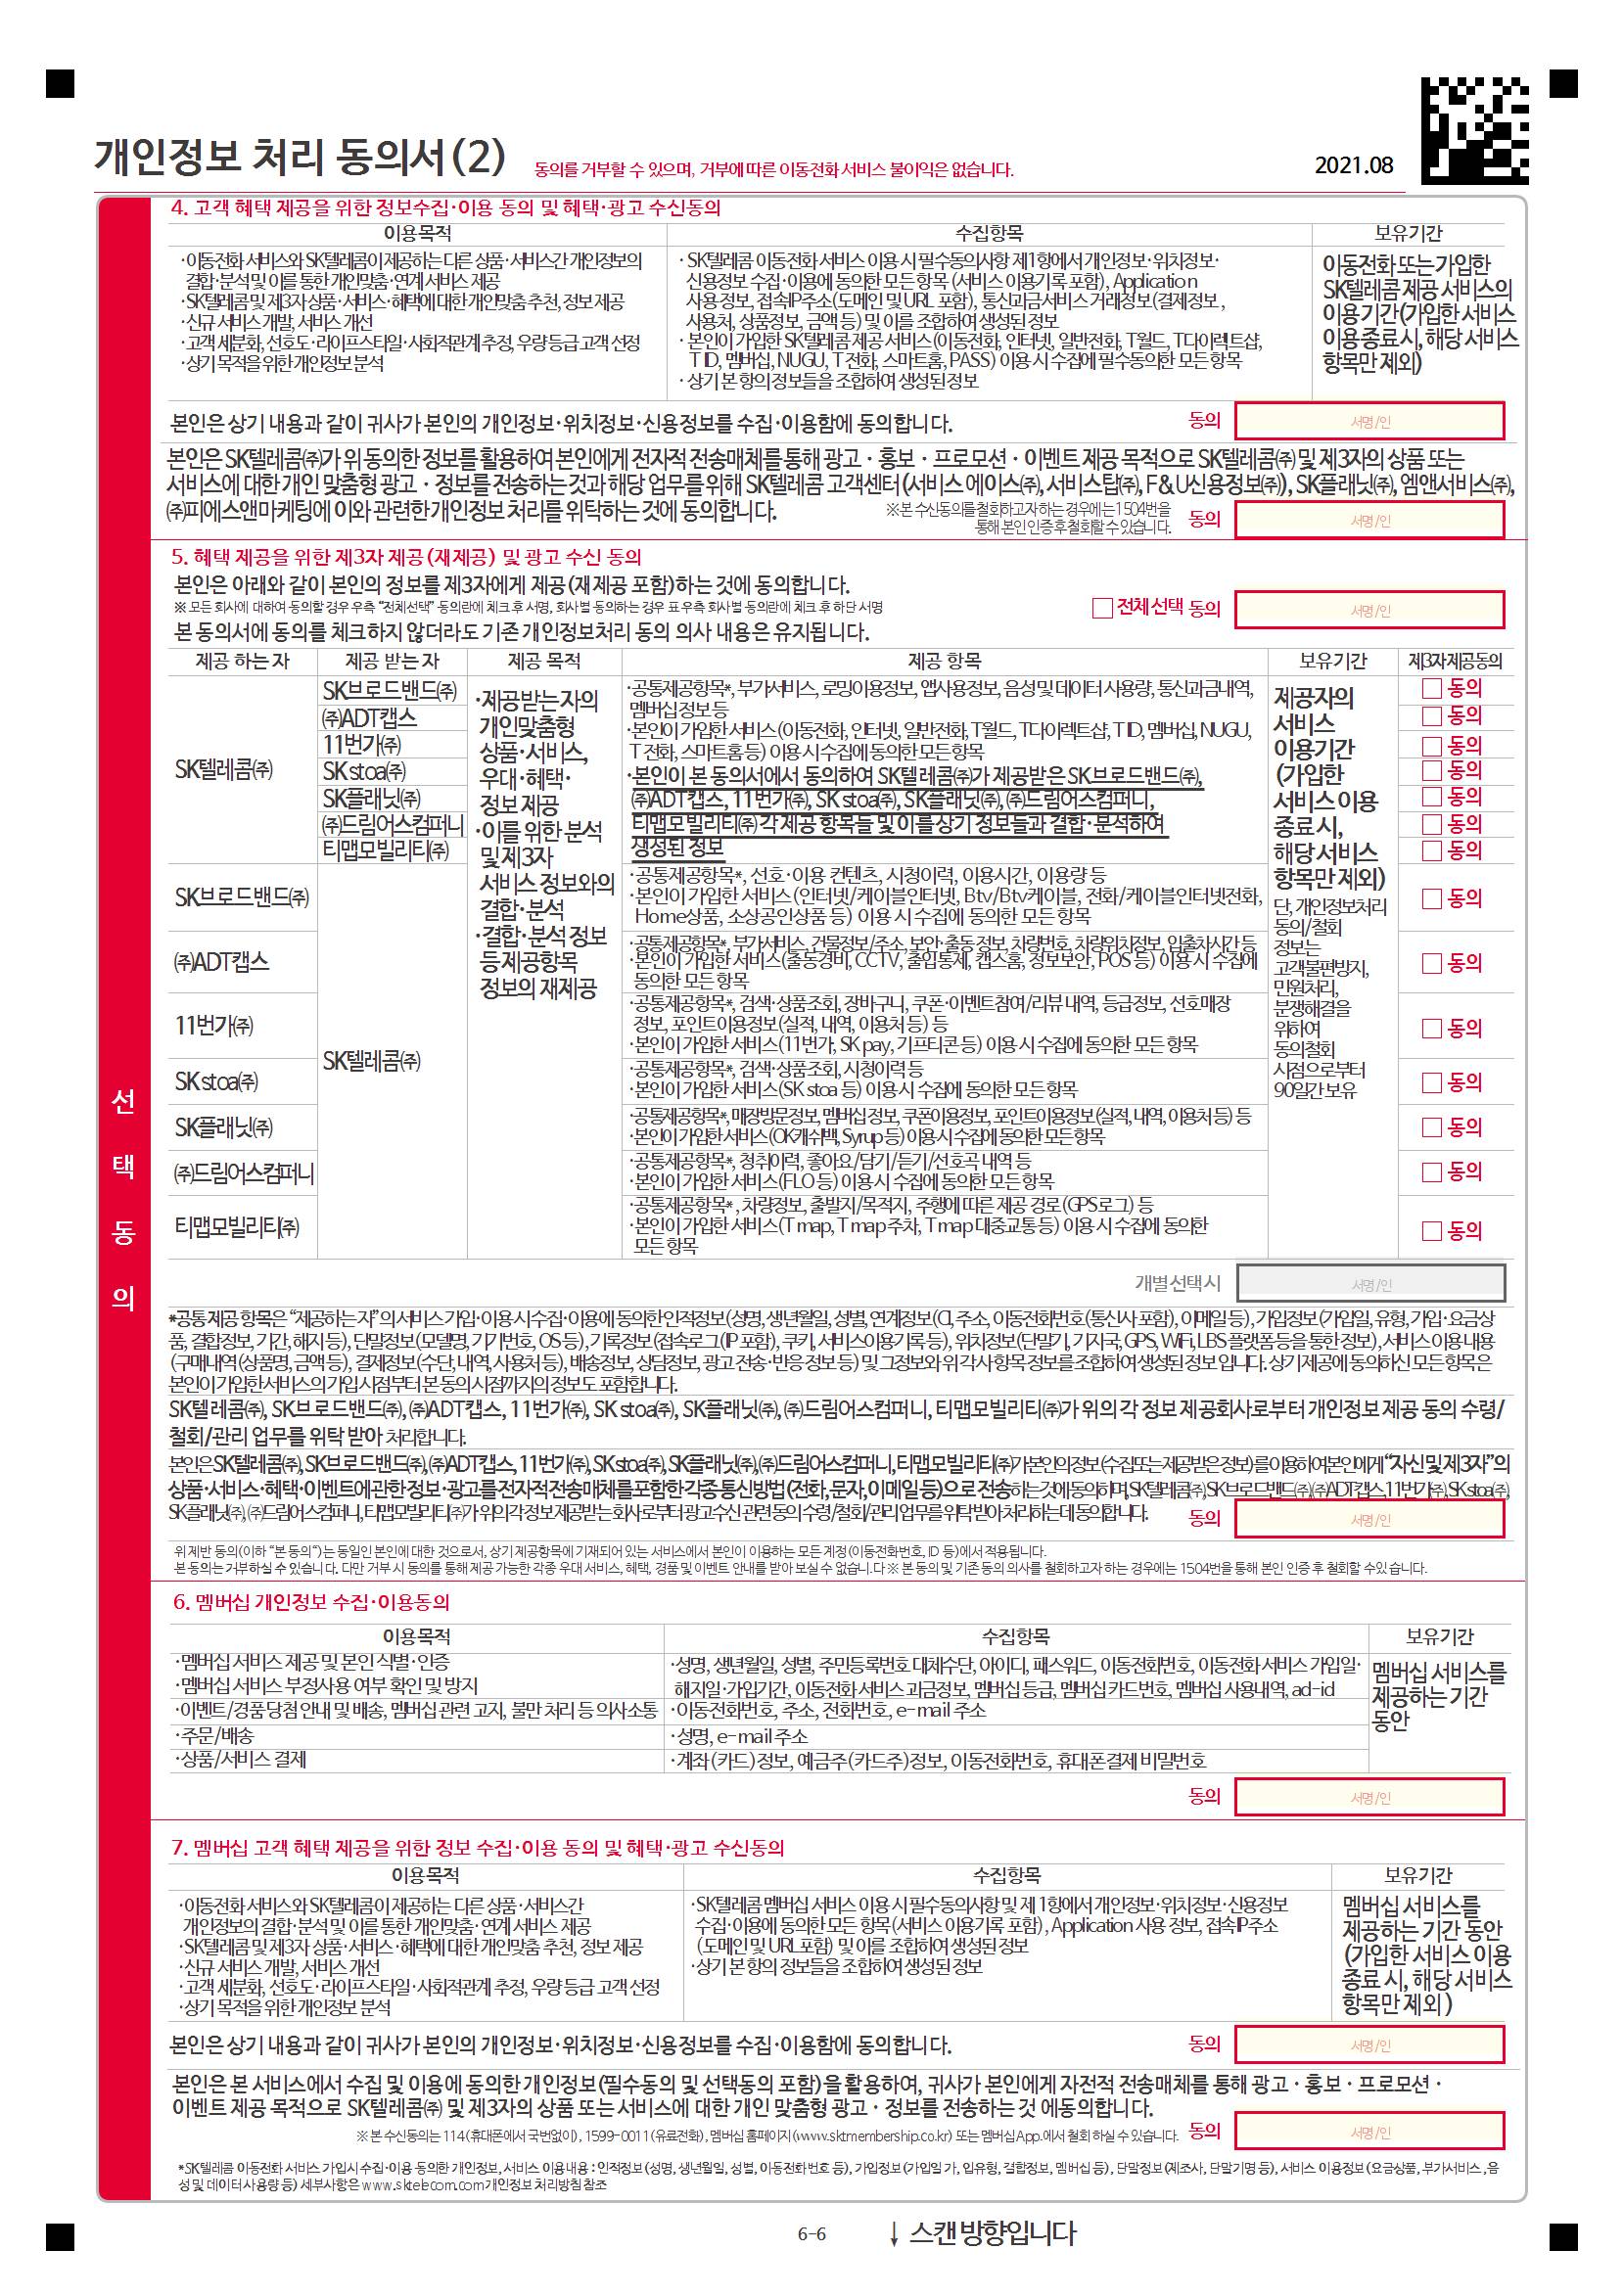 개인정보 처리 동의서(2)
동의를 거부할 수 있으며, 거부에 따른 이동전화 서비스 불이익은 없습니다.
2021.08
선
택
동
의
4. 고객 혜택 제공을 위한 정보수집·이용 동의 및 혜택·광고 수신동의
이용목적
수집항목
보유기간
·이동전화 서비스와 SK텔레콤이 제공하는 다른 상품·서비스간 개인정보의
결합·분석 및 이를 통한 개인맞춤·연계 서비스 제공
·SK텔레콤 및 제3자 상품·서비스·혜택에 대한 개인맞춤 추천, 정보 제공
·신규 서비스 개발, 서비스 개선
·고객 세분화, 선호도·라이프스타일·사회적관계 추정, 우량 등급 고객 선정
·상기 목적을 위한 개인정보 분석
·SK텔레콤 이동전화 서비스 이용 시 필수동의사항 제1항에서 개인정보·위치정보·
신용정보 수집·이용에 동의한 모든 항목 (서비스 이용기록 포함), Application
사용 정보, 접속IP주소(도메인 및 URL 포함), 통신과금서비스 거래정보(결제정보,
사용처, 상품정보, 금액 등) 및 이를 조합하여 생성된 정보
·본인이 가입한 SK텔레콤 제공 서비스(이동전화, 인터넷, 일반전화, T월드, T다이렉트샵,
T ID, 멤버십, NUGU, T 전화, 스마트홈, PASS) 이용 시 수집에 필수동의한 모든 항목
·상기 본 항의 정보들을 조합하여 생성된 정보
이동전화 또는 가입한
SK텔레콤 제공 서비스의
이용 기간(가입한 서비스
이용 종료 시, 해당 서비스
항목만 제외)
본인은 상기 내용과 같이 귀사가 본인의 개인정보·위치정보·신용정보를 수집·이용함에 동의합니다.
동의
서명/인
본인은 SK텔레콤㈜가 위 동의한 정보를 활용하여 본인에게 전자적 전송매체를 통해 광고·홍보·프로모션·이벤트 제공 목적으로 SK텔레콤㈜ 및 제3자의 상품 또는
서비스에 대한 개인 맞춤형 광고·정보를 전송하는 것과 해당 업무를 위해 SK텔레콤 고객센터(서비스 에이스㈜, 서비스탑㈜, F&U신용정보㈜), SK플래닛㈜, 엠앤서비스㈜,
㈜피에스앤마케팅에 이와 관련한 개인정보 처리를 위탁하는 것에 동의합니다.
※본 수신동의를 철회하고자 하는 경우에는 1504번을
통해 본인 인증 후 철회할 수 있습니다.
동의
서명/인
5. 혜택 제공을 위한 제3자 제공(재제공) 및 광고 수신 동의
본인은 아래와 같이 본인의 정보를 제3자에게 제공(재제공 포함)하는 것에 동의합니다.
※ 모든 회사에 대하여 동의할 경우 우측 “전체선택” 동의란에 체크 후 서명, 회사별 동의하는 경우 표 우측 회사별 동의란에 체크 후 하단 서명
본 동의서에 동의를 체크하지 않더라도 기존 개인정보처리 동의 의사 내용은 유지됩니다.
□ 전체 선택 동의
서명/인
제공 하는 자
제공 받는 자
제공 목적
제공 항목
보유기간
제3자 제공 동의
SK텔레콤㈜
SK브로드밴드㈜
㈜ADT캡스
11번가㈜
SK stoa㈜
SK플래닛㈜
㈜드림어스컴퍼니
티맵모빌리티㈜
·제공받는 자의
개인맞춤형
상품·서비스,
우대·혜택·
정보 제공
·이를 위한 분석
및 제3자
서비스 정보와의
결합·분석
·결합·분석 정보
등 제공항목
정보의 재제공
·공통제공항목*, 부가서비스, 로밍이용정보, 앱사용정보, 음성 및 데이터 사용량, 통신과금내역,
멤버십 정보 등
·본인이 가입한 서비스(이동전화, 인터넷, 일반전화, T월드, T다이렉트샵, T ID, 멤버십, NUGU,
T 전화, 스마트홈 등) 이용 시 수집에 동의한 모든 항목
·본인이 본 동의서에서 동의하여 SK텔레콤㈜가 제공받은 SK브로드밴드㈜,
㈜ADT캡스, 11번가㈜, SK stoa㈜, SK플래닛㈜, ㈜드림어스컴퍼니,
티맵모빌리티㈜ 각 제공 항목들 및 이를 상기 정보들과 결합·분석하여
생성된 정보
제공자의
서비스
이용기간
(가입한
서비스 이용
종료 시,
해당 서비스
항목만 제외)
단, 개인정보처리
동의/철회
정보는
고객불편방지,
민원처리,
분쟁해결을
위하여
동의철회
시점으로부터
90일간 보유
□ 동의
□ 동의
□ 동의
□ 동의
□ 동의
□ 동의
□ 동의
SK브로드밴드㈜
SK텔레콤㈜
·공통제공항목*, 선호·이용 컨텐츠, 시청이력, 이용시간, 이용량 등
·본인이 가입한 서비스 (인터넷/케이블인터넷, B tv/B tv케이블, 전화/케이블인터넷전화,
Home상품, 소상공인상품 등) 이용 시 수집에 동의한 모든 항목
□ 동의
㈜ADT캡스
·공통제공항목*, 부가서비스, 건물정보/주소, 보안·출동 정보, 차량번호, 차량위치정보, 입출차시간 등
·본인이 가입한 서비스(출동경비, CCTV, 출입통제, 캡스홈, 정보보안, POS 등) 이용 시 수집에
동의한 모든 항목
□ 동의
11번가㈜
·공통제공항목*, 검색·상품조회, 장바구니, 쿠폰·이벤트참여/리뷰 내역, 등급정보, 선호매장
정보, 포인트이용정보(실적, 내역, 이용처 등) 등
·본인이 가입한 서비스(11번가, SK pay, 기프티콘 등) 이용 시 수집에 동의한 모든 항목
□ 동의
SK stoa㈜
·공통제공항목*, 검색·상품조회, 시청이력 등
·본인이 가입한 서비스(SK stoa 등) 이용 시 수집에 동의한 모든 항목
□ 동의
SK플래닛㈜
·공통제공항목*, 매장방문정보, 멤버십 정보, 쿠폰이용정보, 포인트이용정보(실적, 내역, 이용처 등) 등
·본인이 가입한 서비스(OK캐쉬백, Syrup 등) 이용 시 수집에 동의한 모든 항목
□ 동의
㈜드림어스컴퍼니
·공통제공항목*, 청취이력, 좋아요/담기/듣기/선호곡 내역 등
·본인이 가입한 서비스(FLO 등) 이용 시 수집에 동의한 모든 항목
□ 동의
티맵모빌리티㈜
·공통제공항목*, 차량정보, 출발지/목적지, 주행에 따른 제공 경로(GPS로그) 등
·본인이 가입한 서비스(T map, T map 주차, T map 대중교통 등) 이용 시 수집에 동의한
모든 항목
□ 동의
개별 선택 시
서명/인
*공통 제공 항목은 “제공하는 자”의 서비스 가입·이용 시 수집·이용에 동의한 인적정보(성명, 생년월일, 성별, 연계정보(CI, 주소, 이동전화번호(통신사 포함), 이메일 등), 가입정보(가입일, 유형, 가입·요금상
품, 결합정보, 기간, 해지 등), 단말정보(모델명, 기기번호, OS 등), 기록정보(접속로그(IP 포함), 쿠키, 서비스이용기록 등), 위치정보(단말기, 기지국, GPS, WiFi, LBS 플랫폼 등을 통한 정보), 서비스 이용 내용
(구매내역(상품명, 금액 등), 결제정보(수단, 내역, 사용처 등), 배송정보, 상담정보, 광고 전송·반응 정보 등) 및 그 정보와 위 각사 항목 정보를 조합하여 생성된 정보 입니다. 상기 제공에 동의하신 모든 항목은
본인이 가입한 서비스의 가입 시점부터 본 동의 시점까지의 정보도 포함합니다.
SK텔레콤㈜, SK브로드밴드㈜, ㈜ADT캡스, 11번가㈜, SK stoa㈜, SK플래닛㈜, ㈜드림어스컴퍼니, 티맵모빌리티㈜가 위의 각 정보 제공회사로부터 개인정보 제공 동의 수령/
철회/관리 업무를 위탁 받아 처리합니다.
본인은 SK텔레콤㈜, SK브로드밴드㈜, ㈜ADT캡스, 11번가㈜, SK stoa㈜, SK플래닛㈜, ㈜드림어스컴퍼니, 티맵모빌리티㈜가 본인의 정보(수집 또는 제공받은 정보)를 이용하여 본인에게 “자신 및 제3자”의
상품·서비스·혜택·이벤트에 관한 정보·광고를 전자적 전송매체를 포함한 각종 통신방법(전화, 문자, 이메일 등)으로 전송하는 것에 동의하며, SK텔레콤㈜, SK브로드밴드㈜, ㈜ADT캡스, 11번가㈜, SK stoa㈜,
SK플래닛㈜, ㈜드림어스컴퍼니, 티맵모빌리티㈜가 위의 각 정보 제공받는 회사로부터 광고 수신 관련 동의 수령/철회/관리 업무를 위탁 받아 처리하는데 동의합니다.
동의
서명/인
위 제반 동의(이하 “본 동의“)는 동일인 본인에 대한 것으로서, 상기 제공항목에 기재되어 있는 서비스에서 본인이 이용하는 모든 계정(이동전화번호, ID 등)에서 적용됩니다.
본 동의는 거부하실 수 있습니다. 다만 거부 시 동의를 통해 제공 가능한 각종 우대 서비스, 혜택, 경품 및 이벤트 안내를 받아 보실 수 없습니다 ※ 본 동의 및 기존 동의 의사를 철회하고자 하는 경우에는 1504번을 통해 본인 인증 후 철회할 수있 습니다.
6. 멤버십 개인정보 수집·이용동의
이용목적
수집항목
보유기간
·멤버십 서비스 제공 및 본인 식별·인증
·멤버십 서비스 부정사용 여부 확인 및 방지
·성명, 생년월일, 성별, 주민등록번호 대체수단, 아이디, 패스워드, 이동전화번호, 이동전화 서비스 가입일·
해지일·가입기간, 이동전화 서비스 과금정보, 멤버십 등급, 멤버십 카드번호, 멤버십 사용내역, ad-id
멤버십 서비스를
제공하는 기간
동안
·이벤트/경품 당첨 안내 및 배송, 멤버십 관련 고지, 불만 처리 등 의사소통
·이동전화번호, 주소, 전화번호, e-mail 주소
·주문/배송
·성명, e-mail 주소
·상품/서비스 결제
·계좌(카드) 정보, 예금주(카드주) 정보, 이동전화번호, 휴대폰결제 비밀번호
동의
서명/인
7. 멤버십 고객 혜택 제공을 위한 정보 수집·이용 동의 및 혜택·광고 수신동의
이용목적
수집항목
보유기간
·이동전화 서비스와 SK텔레콤이 제공하는 다른 상품·서비스간
개인정보의 결합·분석 및 이를 통한 개인맞춤·연계 서비스 제공
·SK텔레콤 및 제3자 상품·서비스·혜택에 대한 개인맞춤 추천, 정보 제공
·신규 서비스 개발, 서비스 개선
·고객 세분화, 선호도·라이프스타일·사회적관계 추정, 우량 등급 고객 선정
·상기 목적을 위한 개인정보 분석
·SK텔레콤 멤버십 서비스 이용 시 필수동의사항 및 제 1항에서 개인정보·위치정보·신용정보
수집·이용에 동의한 모든 항목(서비스 이용기록 포함), Application 사용 정보, 접속IP주소
(도메인 및 URL포함) 및 이를 조합하여 생성된 정보
·상기 본 항의 정보들을 조합하여 생성된 정보
멤버십 서비스를
제공하는 기간 동안
(가입한 서비스 이용
종료 시, 해당 서비스
항목만 제외)
본인은 상기 내용과 같이 귀사가 본인의 개인정보·위치정보·신용정보를 수집·이용함에 동의합니다.
동의
서명/인
본인은 본 서비스에서 수집 및 이용에 동의한 개인정보(필수동의 및 선택동의 포함)을 활용하여, 귀사가 본인에게 자전적 전송매체를 통해 광고·홍보·프로모션·
이벤트 제공 목적으로 SK텔레콤㈜ 및 제3자의 상품 또는 서비스에 대한 개인 맞춤형 광고·정보를 전송하는 것 에동의합니다.
※ 본 수신동의는 114(휴대폰에서 국번없이), 1599-0011(유료전화), 멤버십 홈페이지(www.sktmembership.co.kr) 또는 멤버십 App.에서 철회 하실 수 있습니다.
동의
서명/인
*SK텔레콤 이동전화 서비스 가입시 수집·이용 동의한 개인정보, 서비스 이용내용 : 인적정보(성명, 생년월일, 성별, 이동전화 번호 등), 가입정보(가입일 가, 입유형, 결합정보, 멤버십 등), 단말정보(제조사, 단말기명 등), 서비스 이용정보(요금상품, 부가서비스, 음
성 및 데이터 사용량 등) 세부사항은 www.sktelecom.com 개인정보 처리방침 참조
6-6
↓ 스캔 방향입니다